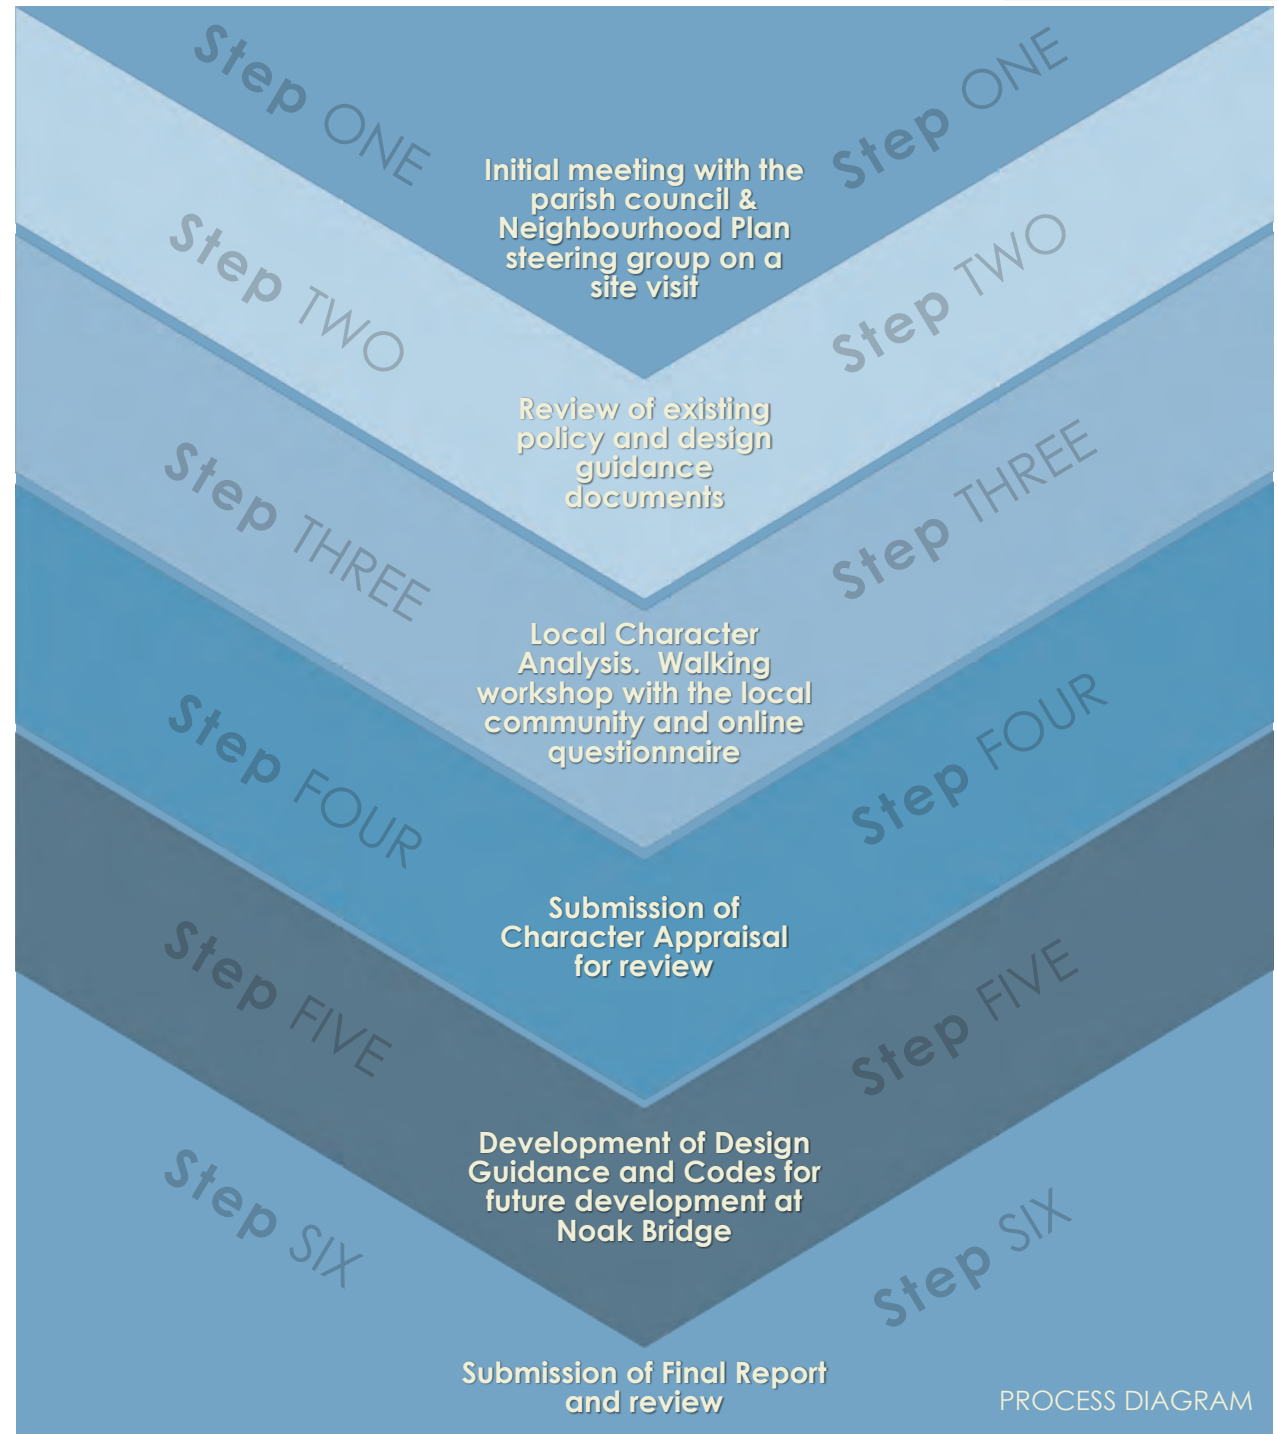 Step ONE
Step ONE
Initial meeting with the
parish council &
Neighbourhood Plan
steering group on a
site visit
Step TWO
Step TWO
Review of existing
policy and design
guidance
documents
Step THREE
Step THREE
Local Character
Analysis.  Walking
workshop with the local
community and online
questionnaire
Step FOUR
Step FOUR
Submission of
Character Appraisal
for review
Step FIVE
Step FIVE
Development of Design
Guidance and Codes for
future development at
Noak Bridge
Step SIX
Step SIX
Submission of Final Report
and review
PROCESS DIAGRAM